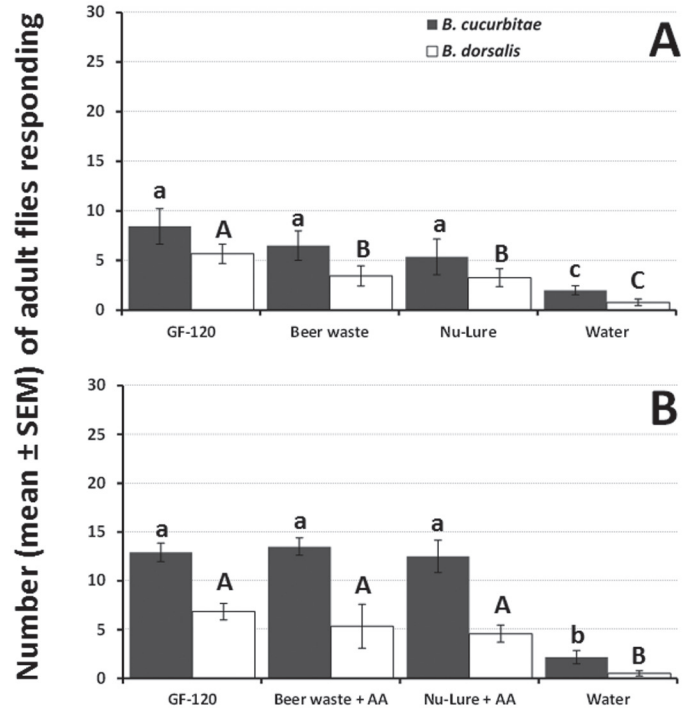 Number (mean ± SEM) of adult flies responding
30
25
20
15
10
5
0
B. cucurbitae
B. dorsalis
A
a
A
a
B
a
B
c
C
GF-120
Beer waste
Nu-Lure
Water
30
25
20
15
10
5
0
B
a
A
a
A
a
A
b
B
GF-120
Beer waste + AA
Nu-Lure + AA
Water